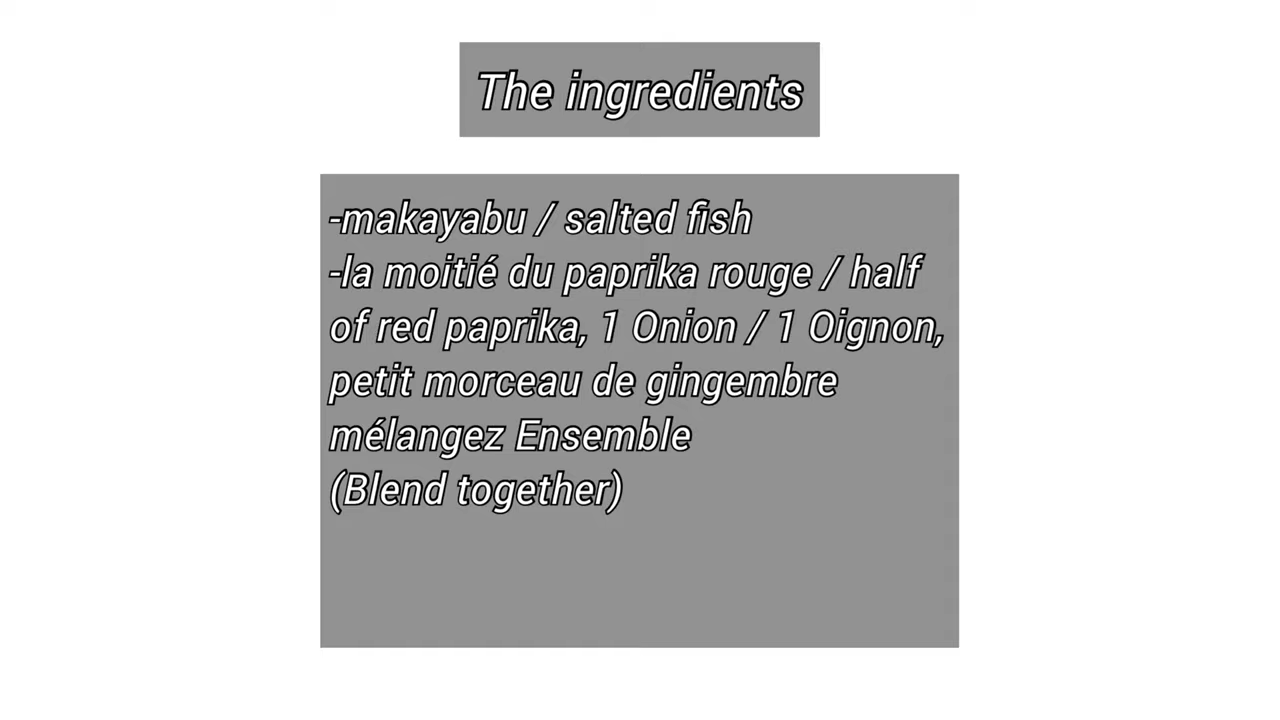 The ingredients
-makayabu / salted fish
-la moitié du paprika rouge / half
of red paprika, 1 Onion / 1 Oignon,
petit morceau de gingembre
mélangez Ensemble
(Blend together)